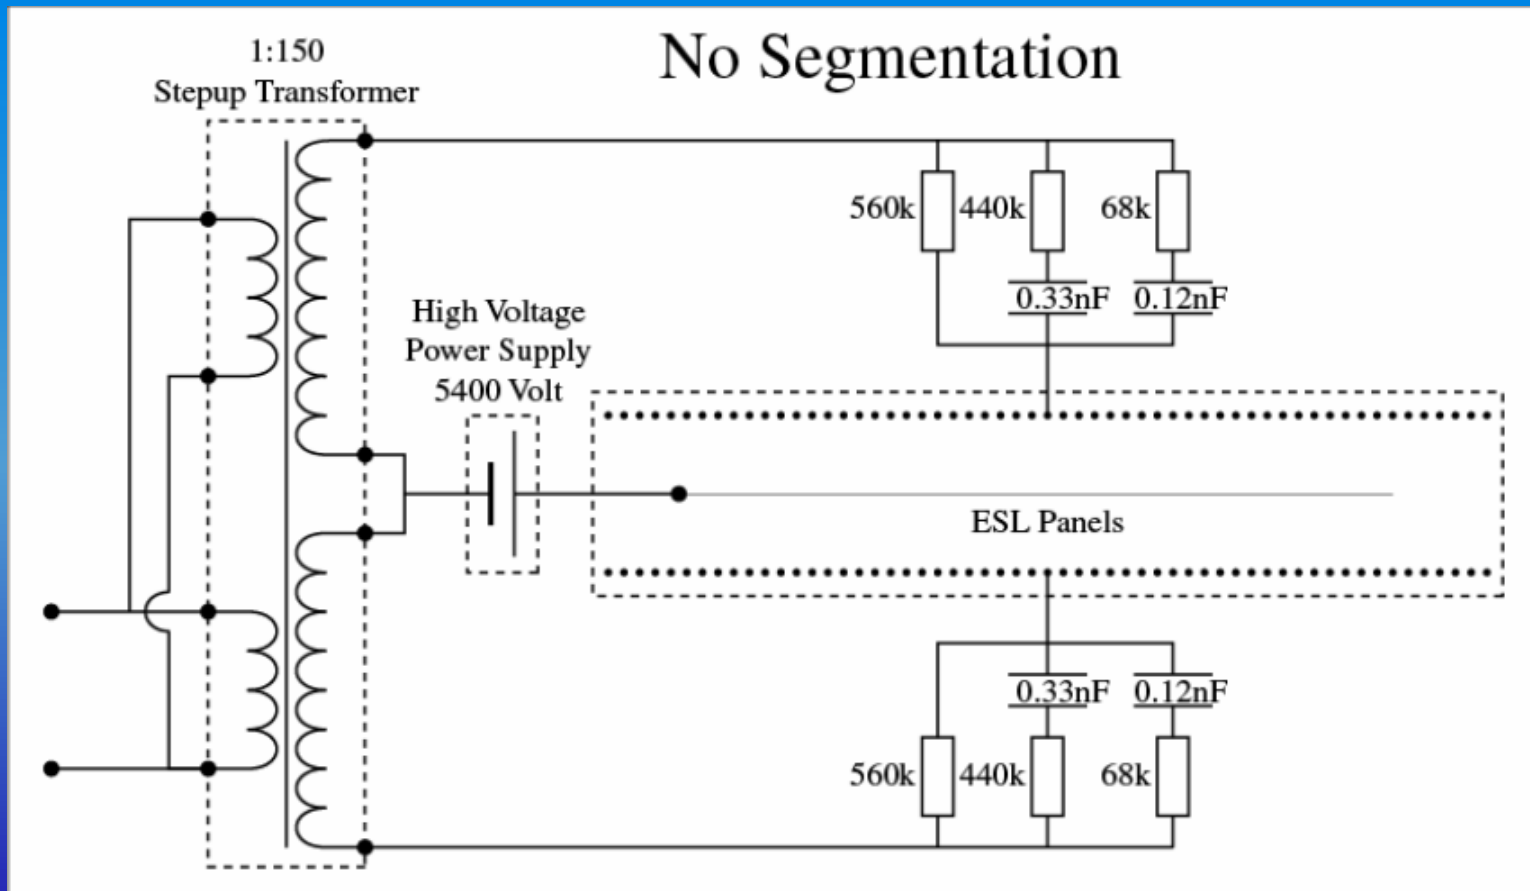 No Segmentation
1:150
Stepup Transformer
560k
440k
68k
0.33nF
0.12nF
High Voltage
Power Supply
5400 Volt
ESL Panels
0.33nF
0.12nF
560k
440k
68k